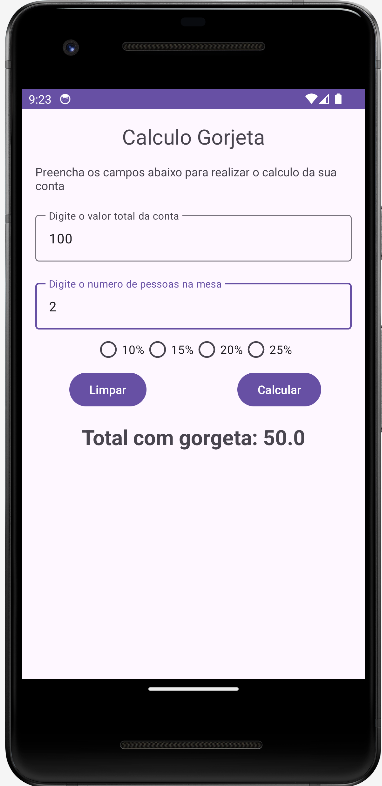 9:23
Calculo Gorjeta
Preencha os campos abaixo para realizar o calculo da sua
conta
Digite o valor total da conta
100
Digite o numero de pessoas na mesa
2
10% 15% 20% 25%
Limpar Calcular
Total com gorgeta: 50.0